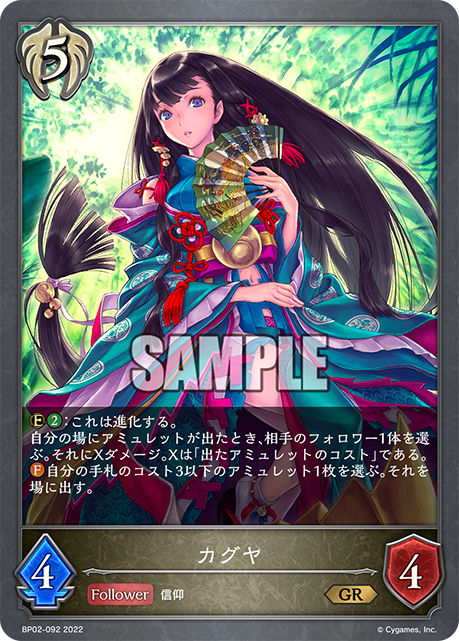 5
SAMPLE
E 2:これは進化する。
自分の場にアミュレットが出たとき、相手のフォロワー1体を選
ぶ。それにXダメージ。Xは「出たアミュレットのコスト」である。
F 自分の手札のコスト3以下のアミュレット1枚を選ぶ。それを
場に出す。
カグヤ
4
Follower 信仰
GR
4
BP02-092 2022
© Cygames, Inc.